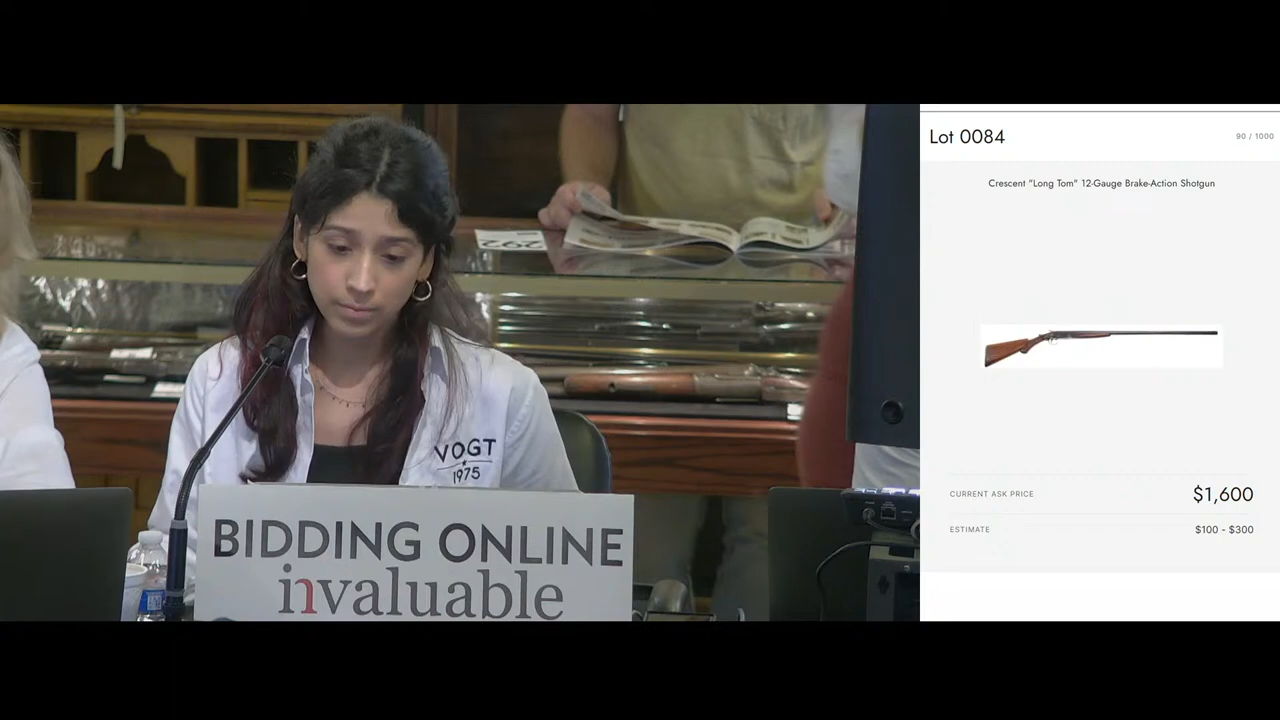 292
VOGT
1975
BIDDING ONLINE
invaluable
Lot 0084
90 / 1000
Crescent "Long Tom" 12-Gauge Brake-Action Shotgun
CURRENT ASK PRICE
$1,600
ESTIMATE
$100 - $300